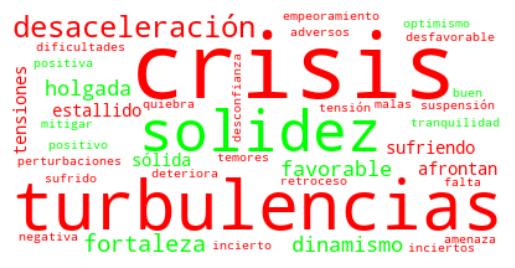 empeoramiento
optimismo
desaceleración
adversos
desfavorable
dificultades
crisis
positiva
tensiones
holgada
desconfianza
buen
estallido
quiebra
tensión
malas
suspensión
mitigar
solidez
tranquilidad
positivo
sufriendo
perturbaciones
sólida
temores
favorable
afrontan
sufrido
deteriora
retroceso
falta
turbulencias
negativa
fortaleza
incierto
dinamismo
inciertos
amenaza